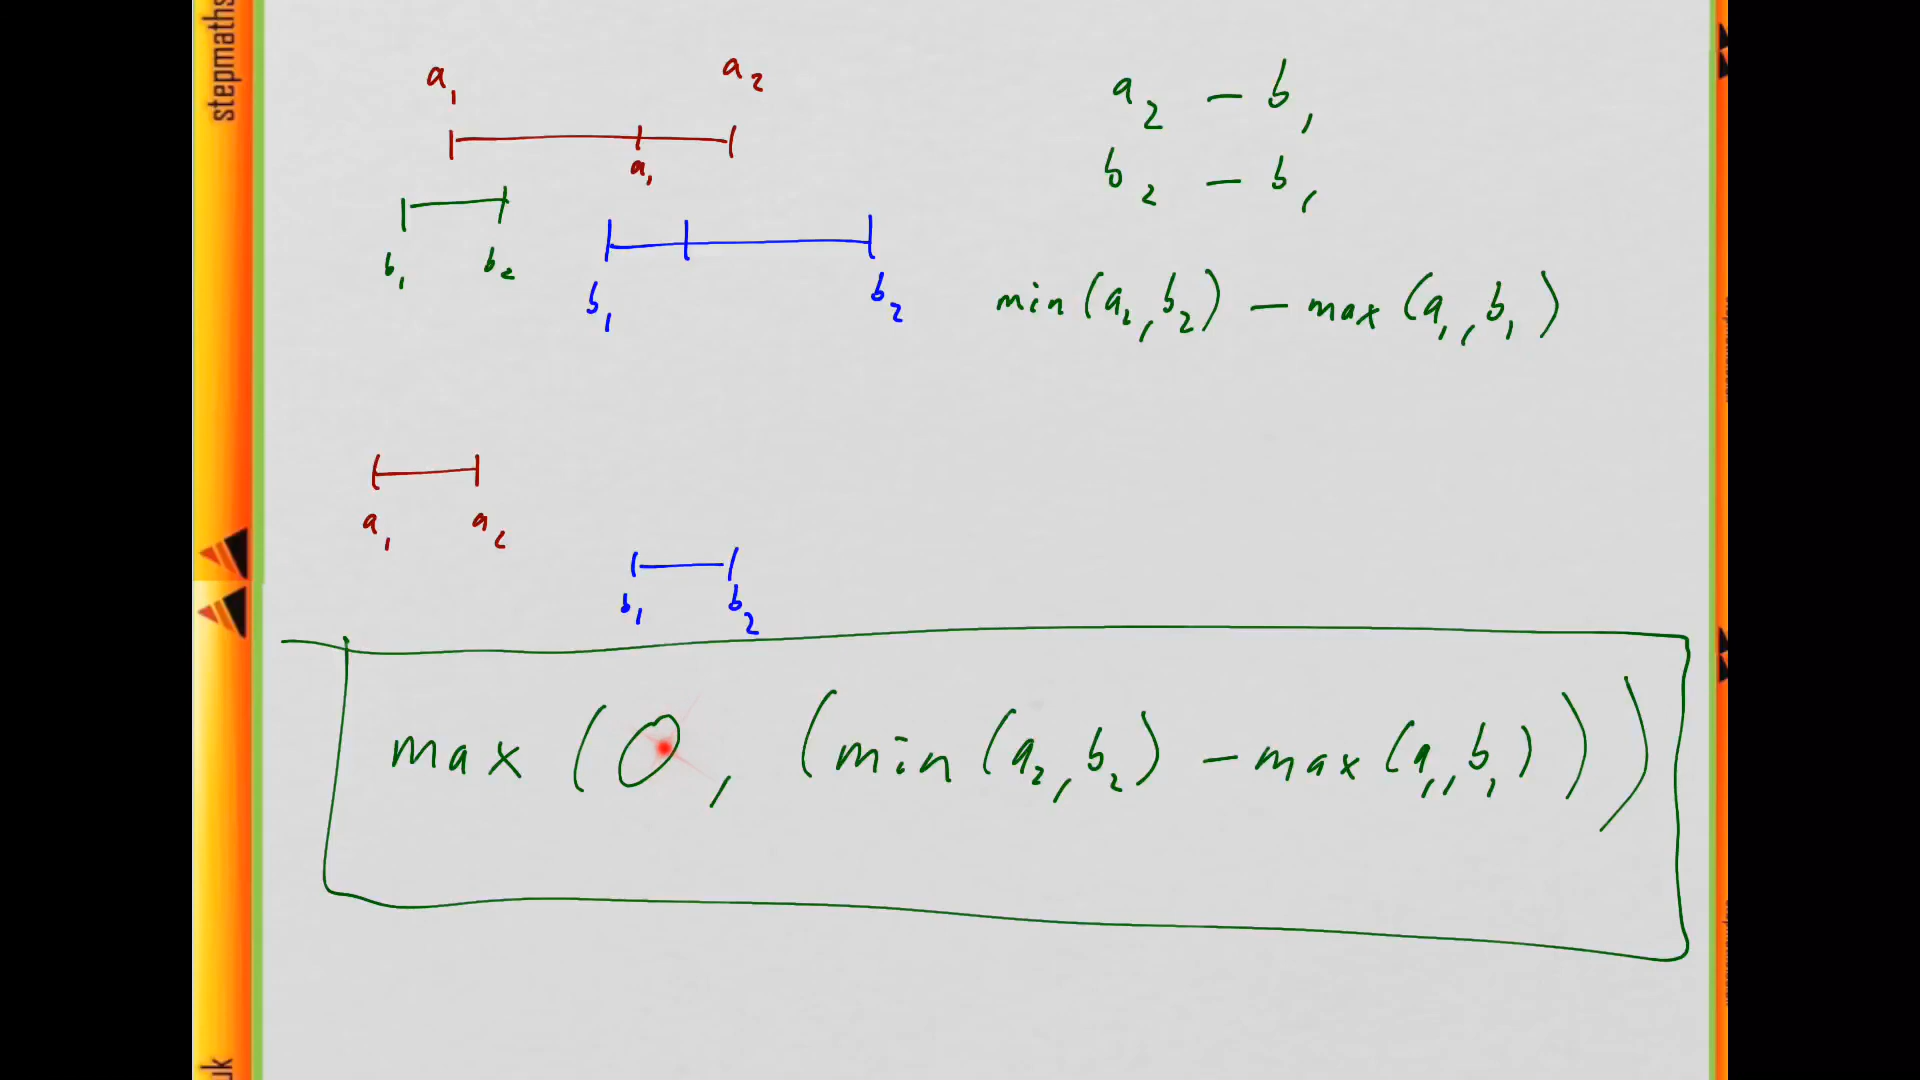 stepmaths
a₁ a₂
a₁
b₁ b₂
b₁ b₂
a₂ - b₁
b₂ - b₁
min(a₂, b₂) - max(a₁, b₁)
a₁ a₂
b₁ b₂
max(0, (min(a₂, b₂) - max(a₁, b₁)))
uk